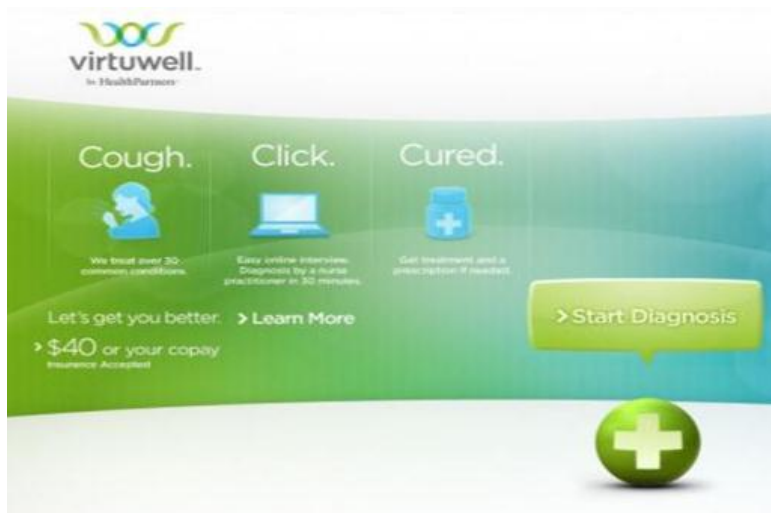 virtuwell.
by HealthPartners
Cough.
We treat over 30
common conditions.
Click.
Easy online interview.
Diagnosis by a nurse
practitioner in 30 minutes.
Cured.
Get treatment and a
prescription if needed.
Let's get you better.
> Learn More
> $40 or your copay
Insurance Accepted
> Start Diagnosis